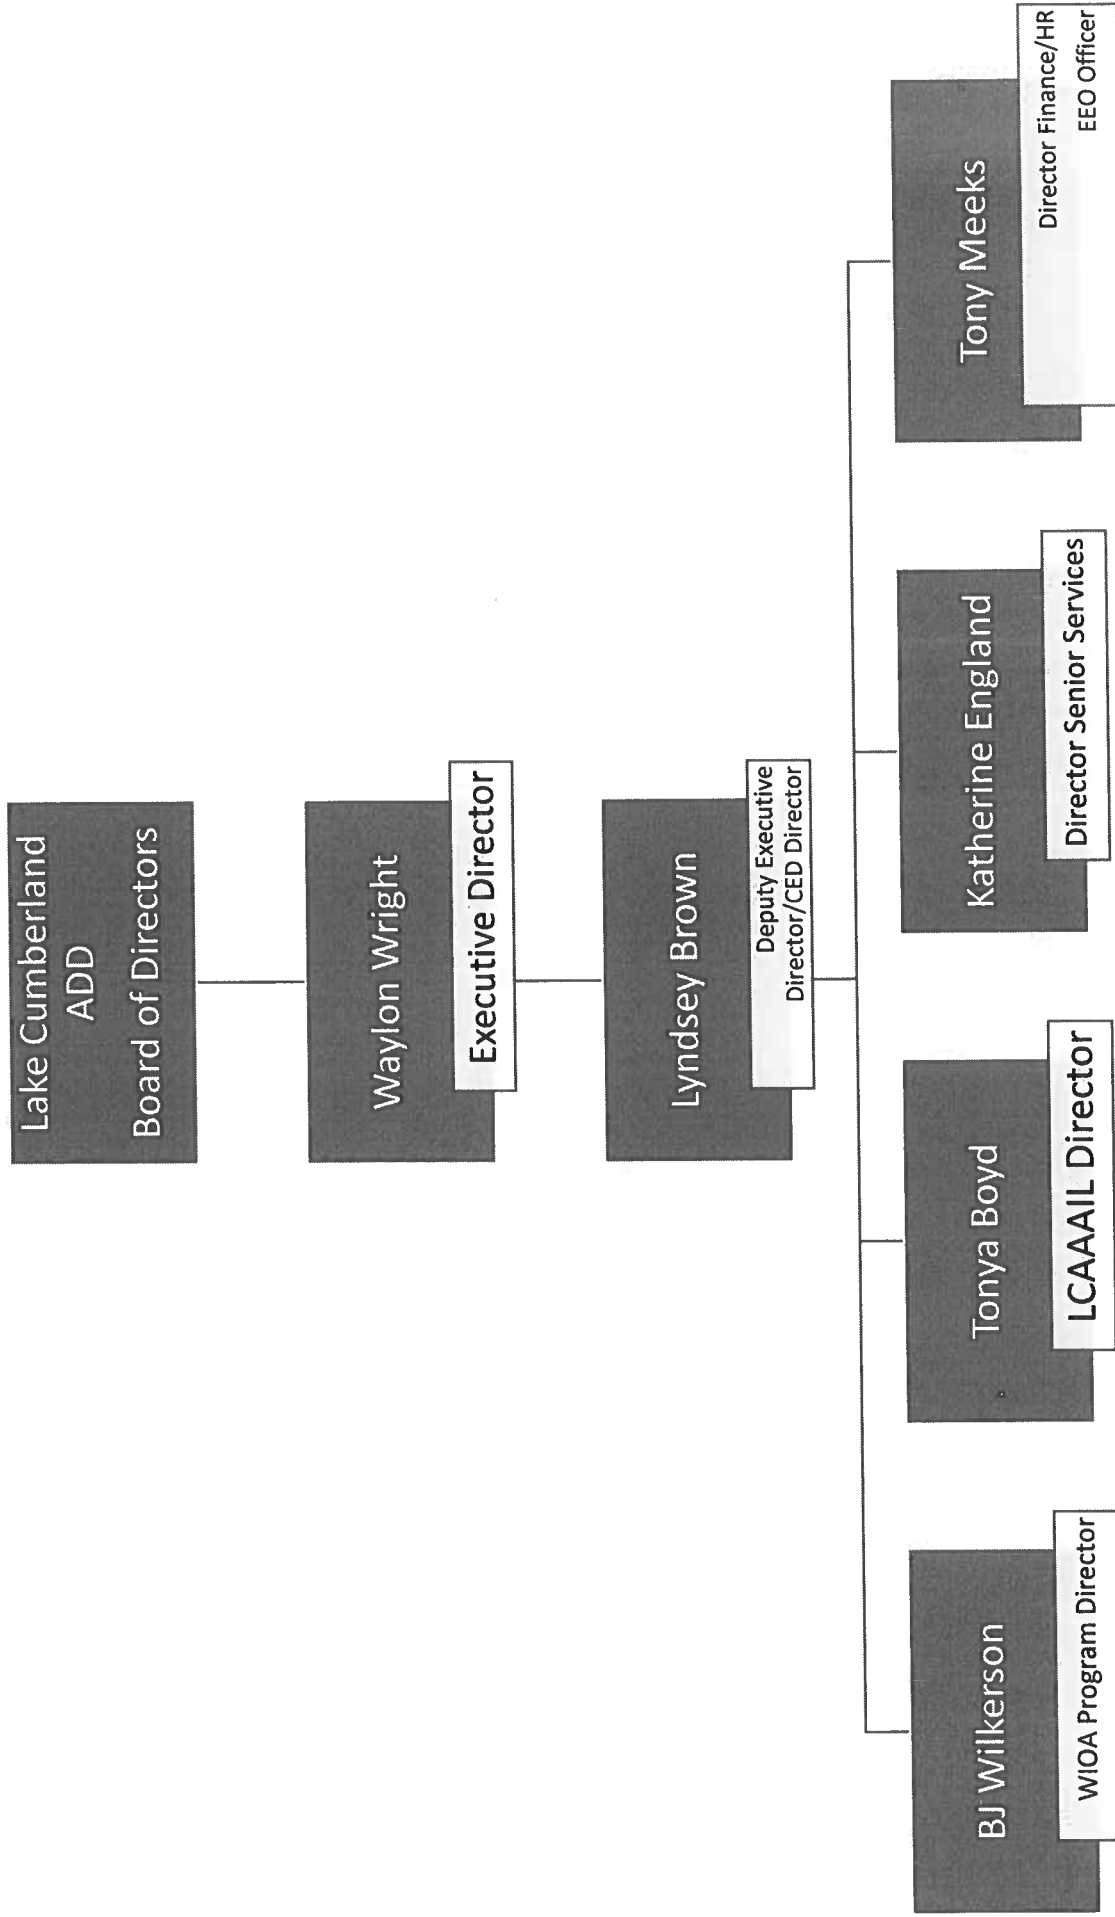 Lake Cumberland
ADD
Board of Directors
Waylon Wright
Executive Director
Lyndsey Brown
Deputy Executive
Director/CED Director
BJ Wilkerson
WIOA Program Director
Tonya Boyd
LCAAAIL Director
Katherine England
Director Senior Services
Tony Meeks
Director Finance/HR
EEO Officer